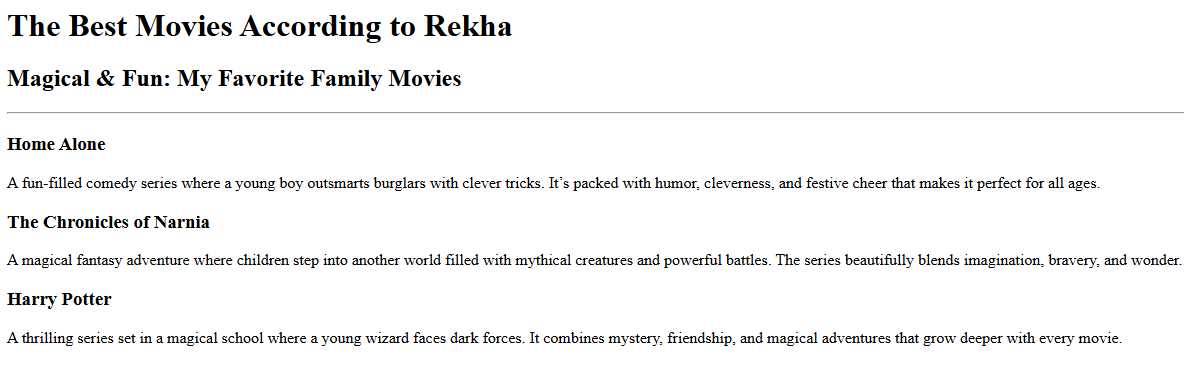 The Best Movies According to Rekha
Magical & Fun: My Favorite Family Movies
Home Alone
A fun-filled comedy series where a young boy outsmarts burglars with clever tricks. It’s packed with humor, cleverness, and festive cheer that makes it perfect for all ages.
The Chronicles of Narnia
A magical fantasy adventure where children step into another world filled with mythical creatures and powerful battles. The series beautifully blends imagination, bravery, and wonder.
Harry Potter
A thrilling series set in a magical school where a young wizard faces dark forces. It combines mystery, friendship, and magical adventures that grow deeper with every movie.